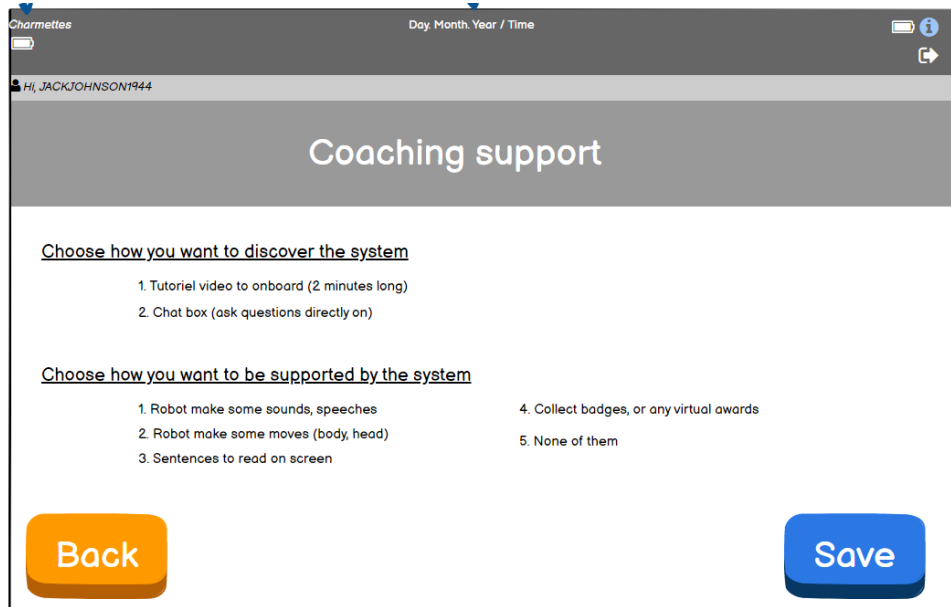 Charmettes
Day. Month. Year / Time
Hi, JACKJOHNSON1944
Coaching support
Choose how you want to discover the system
1. Tutoriel video to onboard (2 minutes long)
2. Chat box (ask questions directly on)
Choose how you want to be supported by the system
1. Robot make some sounds, speeches
2. Robot make some moves (body, head)
3. Sentences to read on screen
4. Collect badges, or any virtual awards
5. None of them
Back
Save